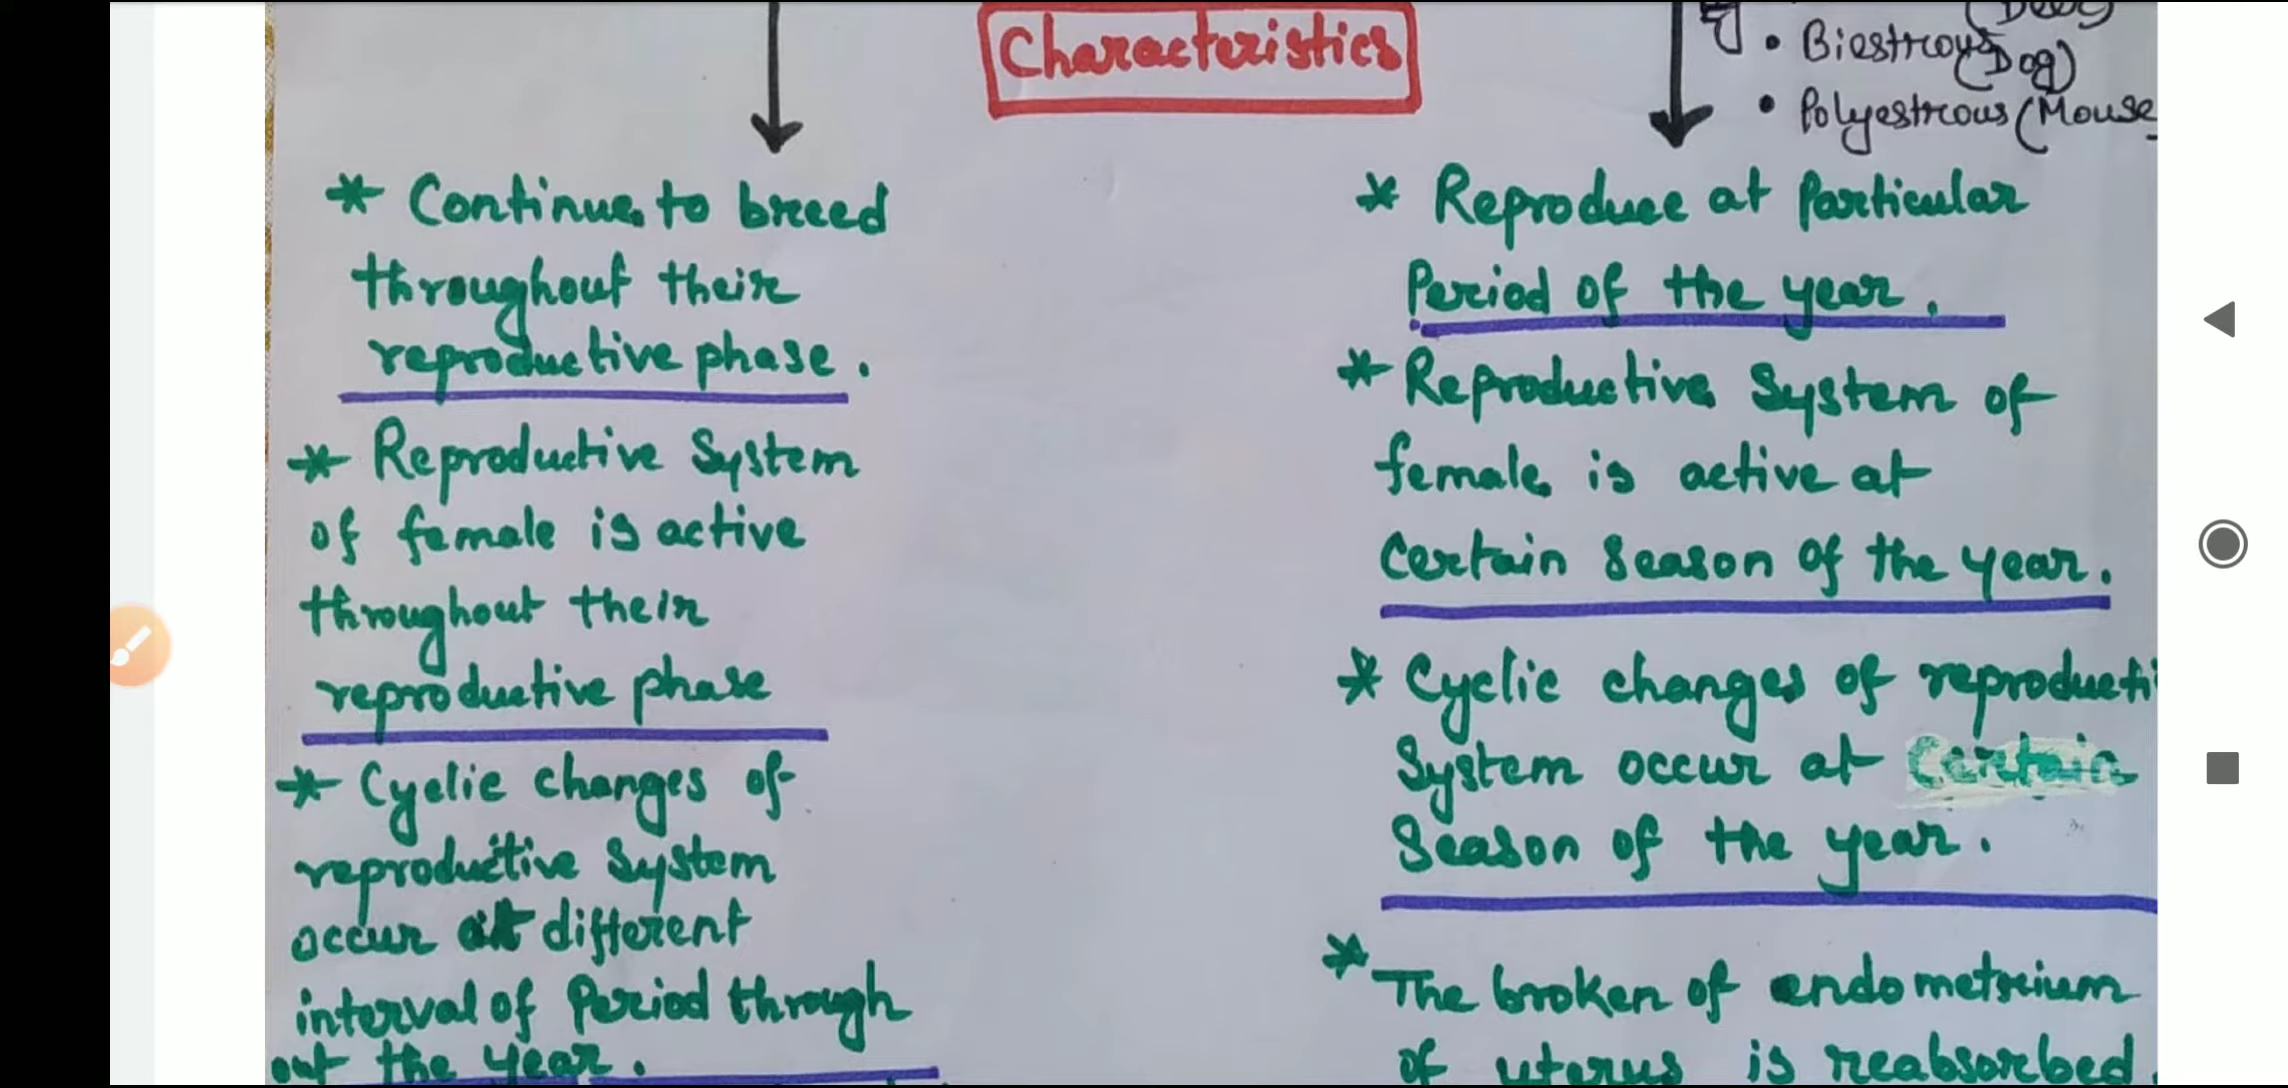 Characteristics
• Biestrous
(Dog)
• Polyestrous (Mouse
* Continue to breed
throughout their
reproductive phase.
* Reproductive System
of female is active
throughout their
reproductive phase
* Cyclic changes of
reproductive System
occur at different
interval of Period through
out the year.
* Reproduce at Particular
Period of the year.
* Reproductive System of
female is active at
Certain Season of the year.
* Cyclic changes of reproducti
System occur at Certain
Season of the year.
* The broken of endometrium
of uterus is reabsorbed.